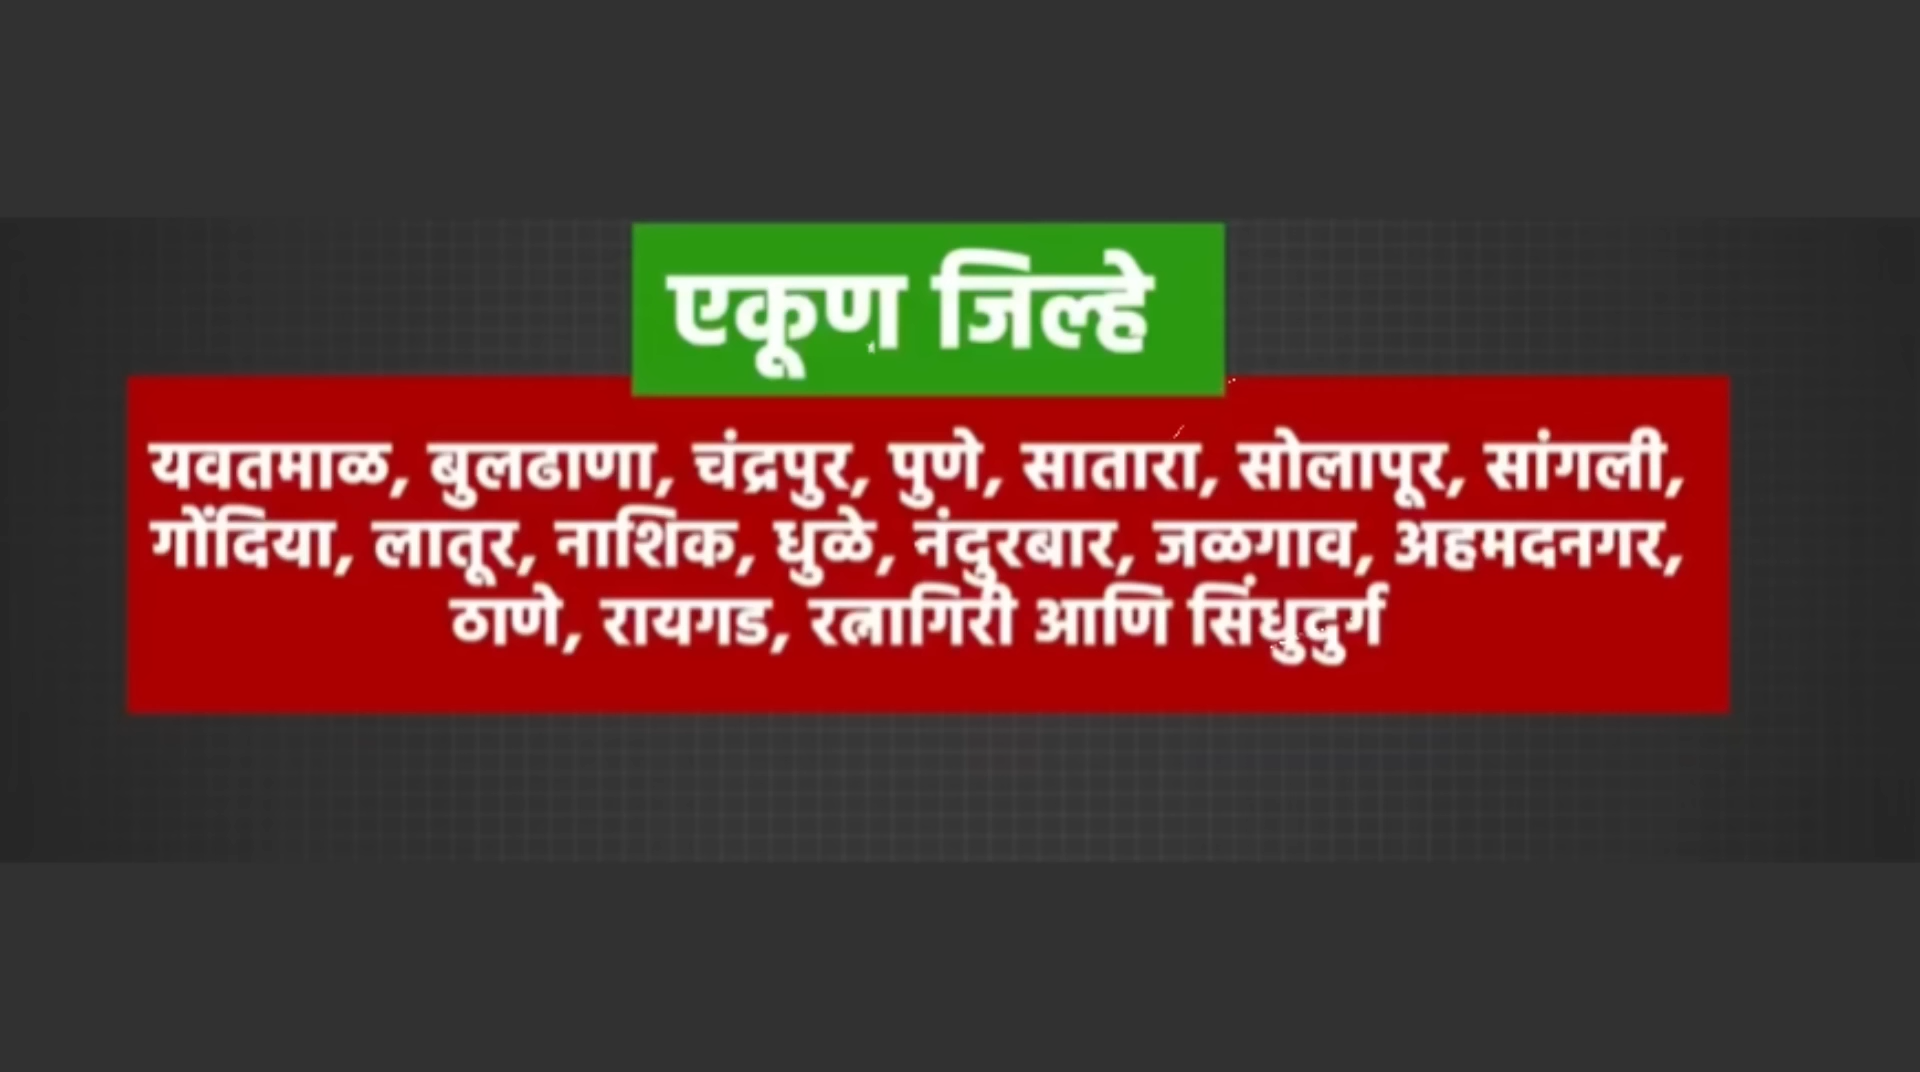 एकूण जिल्हे
यवतमाळ, बुलढाणा, चंद्रपुर, पुणे, सातारा, सोलापूर, सांगली,
गोंदिया, लातूर, नाशिक, धुळे, नंदुरबार, जळगाव, अहमदनगर,
ठाणे, रायगड, रत्नागिरी आणि सिंधुदुर्ग